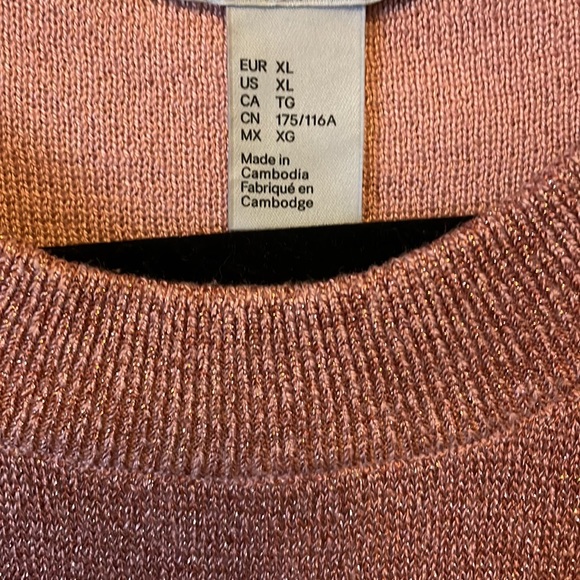 EUR XL
US XL
CA TG
CN 175/116A
MX XG
Made in
Cambodia
Fabriqué en
Cambodge